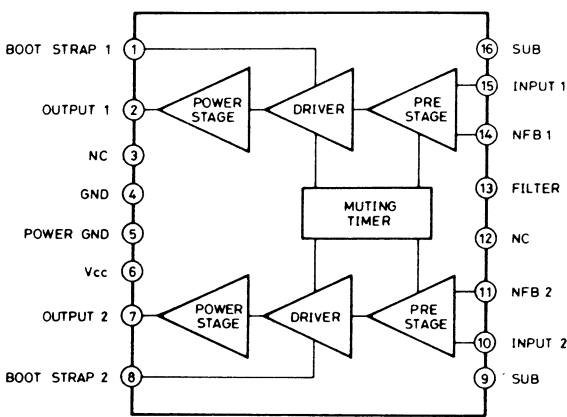 BOOT STRAP 1 1 16 SUB
15 INPUT 1
OUTPUT 1 2 POWER STAGE DRIVER PRE STAGE
14 NFB 1
NC 3
GND 4 13 FILTER
MUTING TIMER
POWER GND 5 12 NC
Vcc 6
11 NFB 2
OUTPUT 2 7 POWER STAGE DRIVER PRE STAGE
10 INPUT 2
BOOT STRAP 2 8 9 SUB